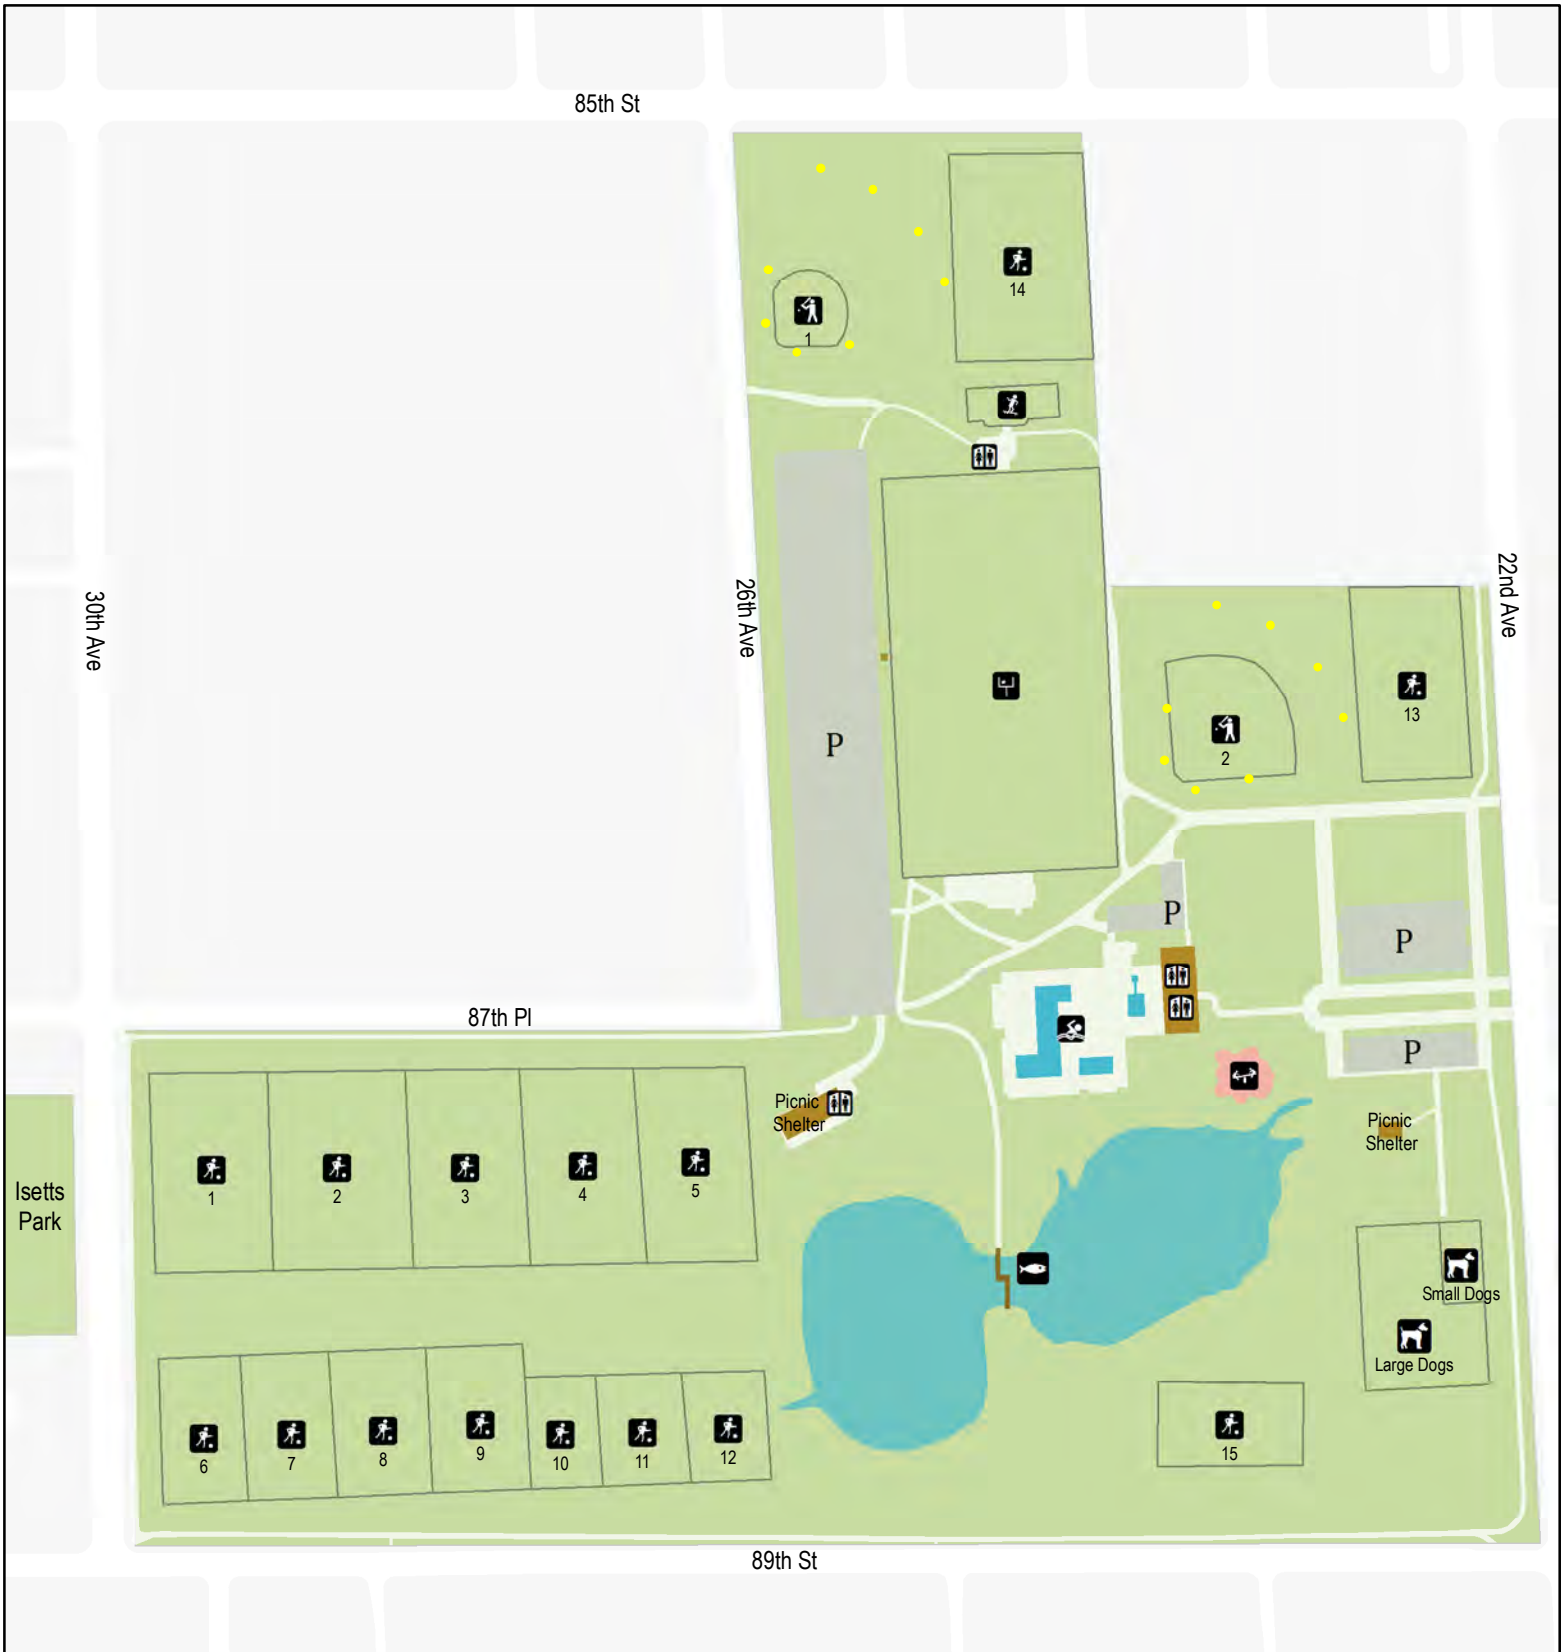 85th St
14
1
30th Ave
26th Ave
22nd Ave
13
2
P
P
P
P
87th Pl
Picnic
Shelter
Picnic
Shelter
Isetts
Park
1
2
3
4
5
Small Dogs
Large Dogs
6
7
8
9
10
11
12
15
89th St